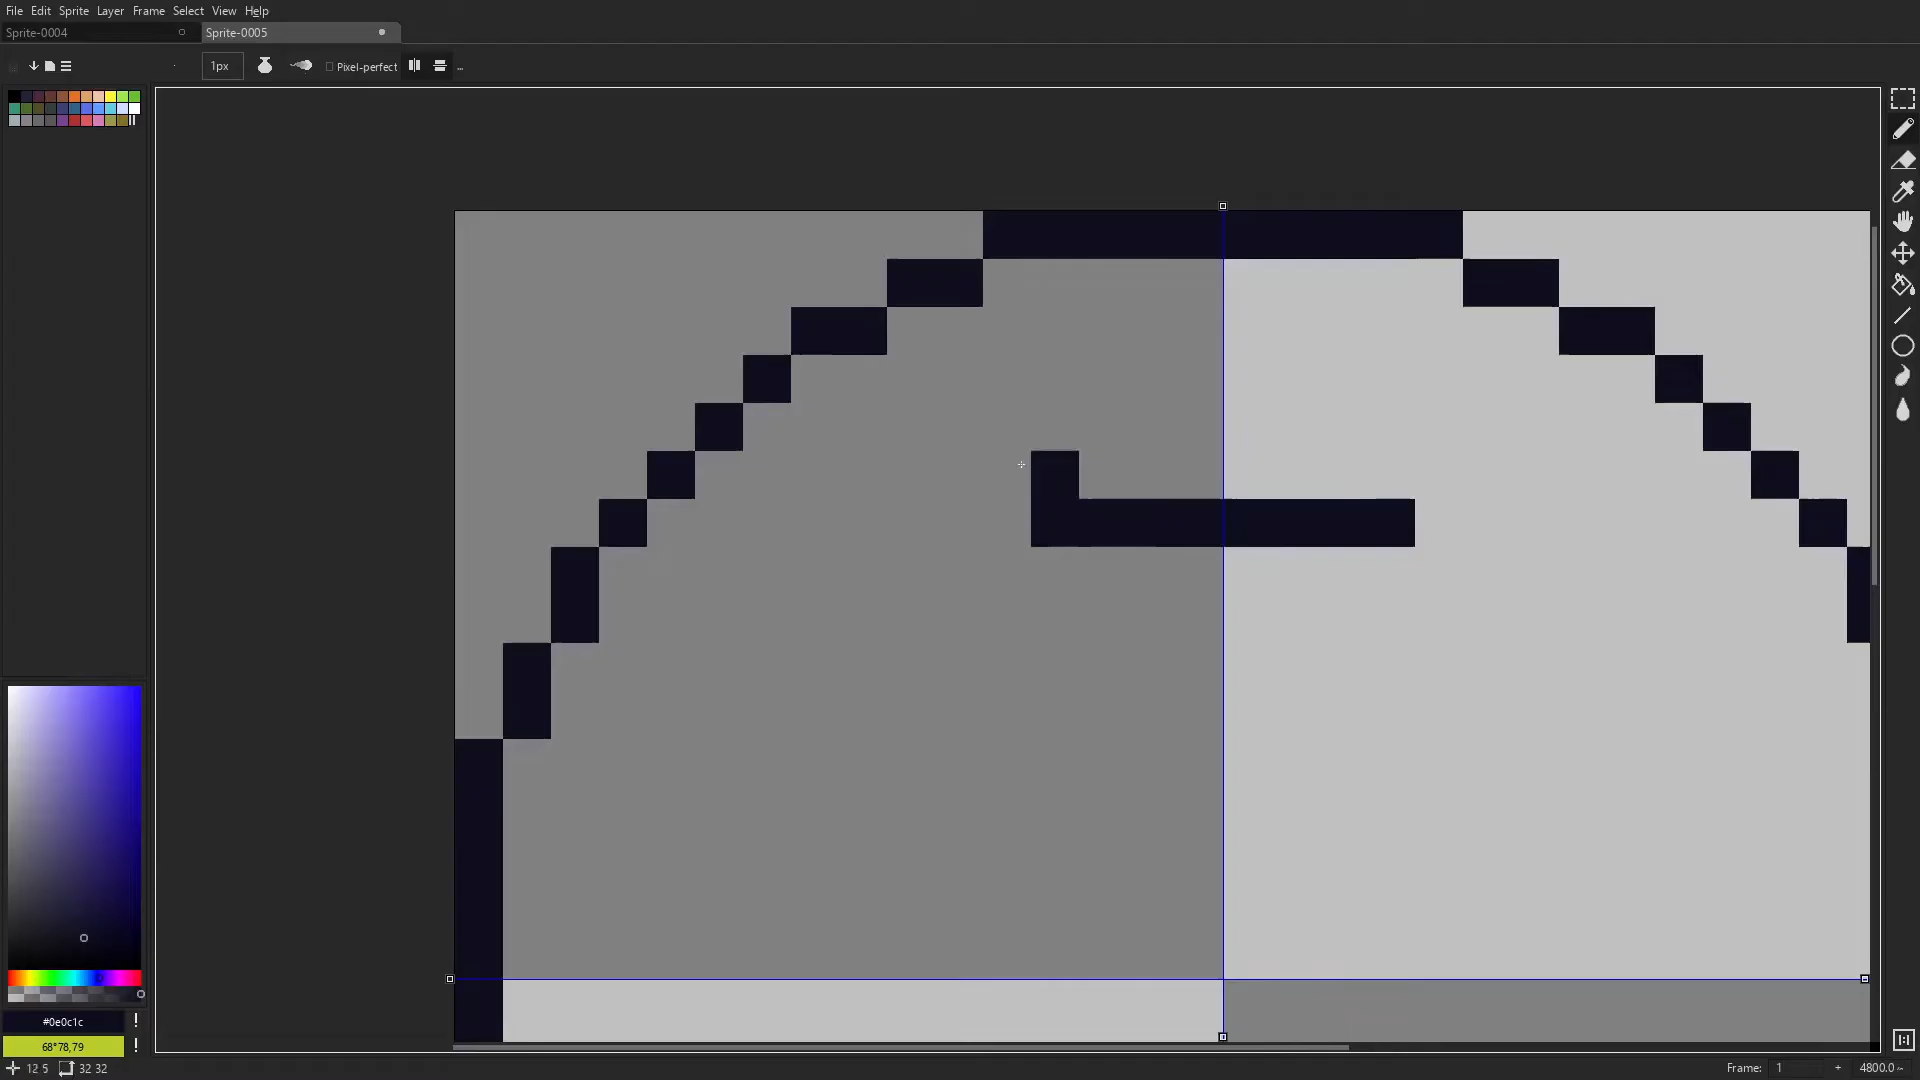 File Edit Sprite Layer Frame Select View Help
Sprite-0004 Sprite-0005
1px Pixel-perfect ...
#0e0c1c !
68°78,79 !
12 5 32 32 Frame: 1 + 4800.0